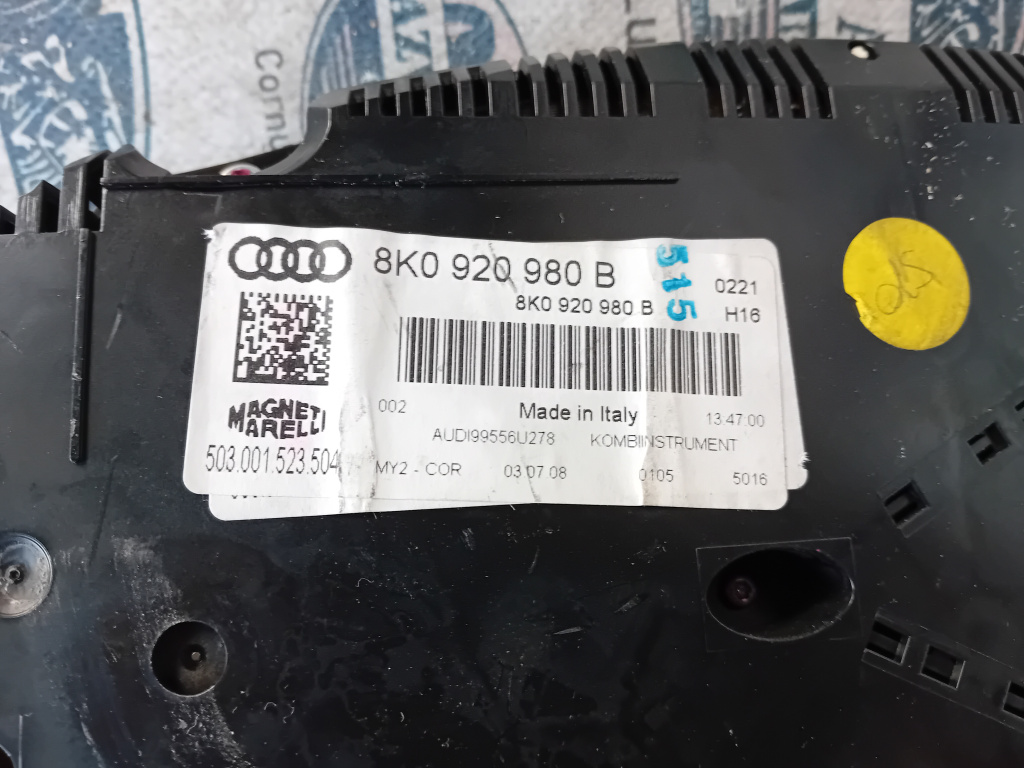 8K0 920 980 B
515
0221
8K0 920 980 B
H16
002
Made in Italy
13.47.00
MAGNETI
MARELLI
AUDI99556U278
KOMBIINSTRUMENT
503.001.523.504
MY2 - COR
03.07.08
0105
5016